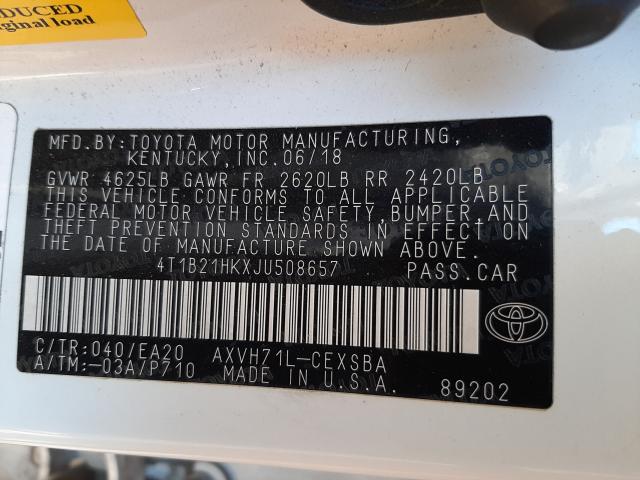 DUCED
ginal load
MFD.BY:TOYOTA MOTOR MANUFACTURING,
KENTUCKY,INC.06/18
GVWR 4625LB GAWR FR 2620LB RR 2420LB
THIS VEHICLE CONFORMS TO ALL APPLICABLE
FEDERAL MOTOR VEHICLE SAFETY,BUMPER,AND
THEFT PREVENTION STANDARDS IN EFFECT ON
THE DATE OF MANUFACTURE SHOWN ABOVE.
4T1B21HKXJU508657 PASS.CAR
C/TR:040/EA20 AXVH71L-CEXSBA
A/TM:-03A/P710 MADE IN U.S.A. 89202